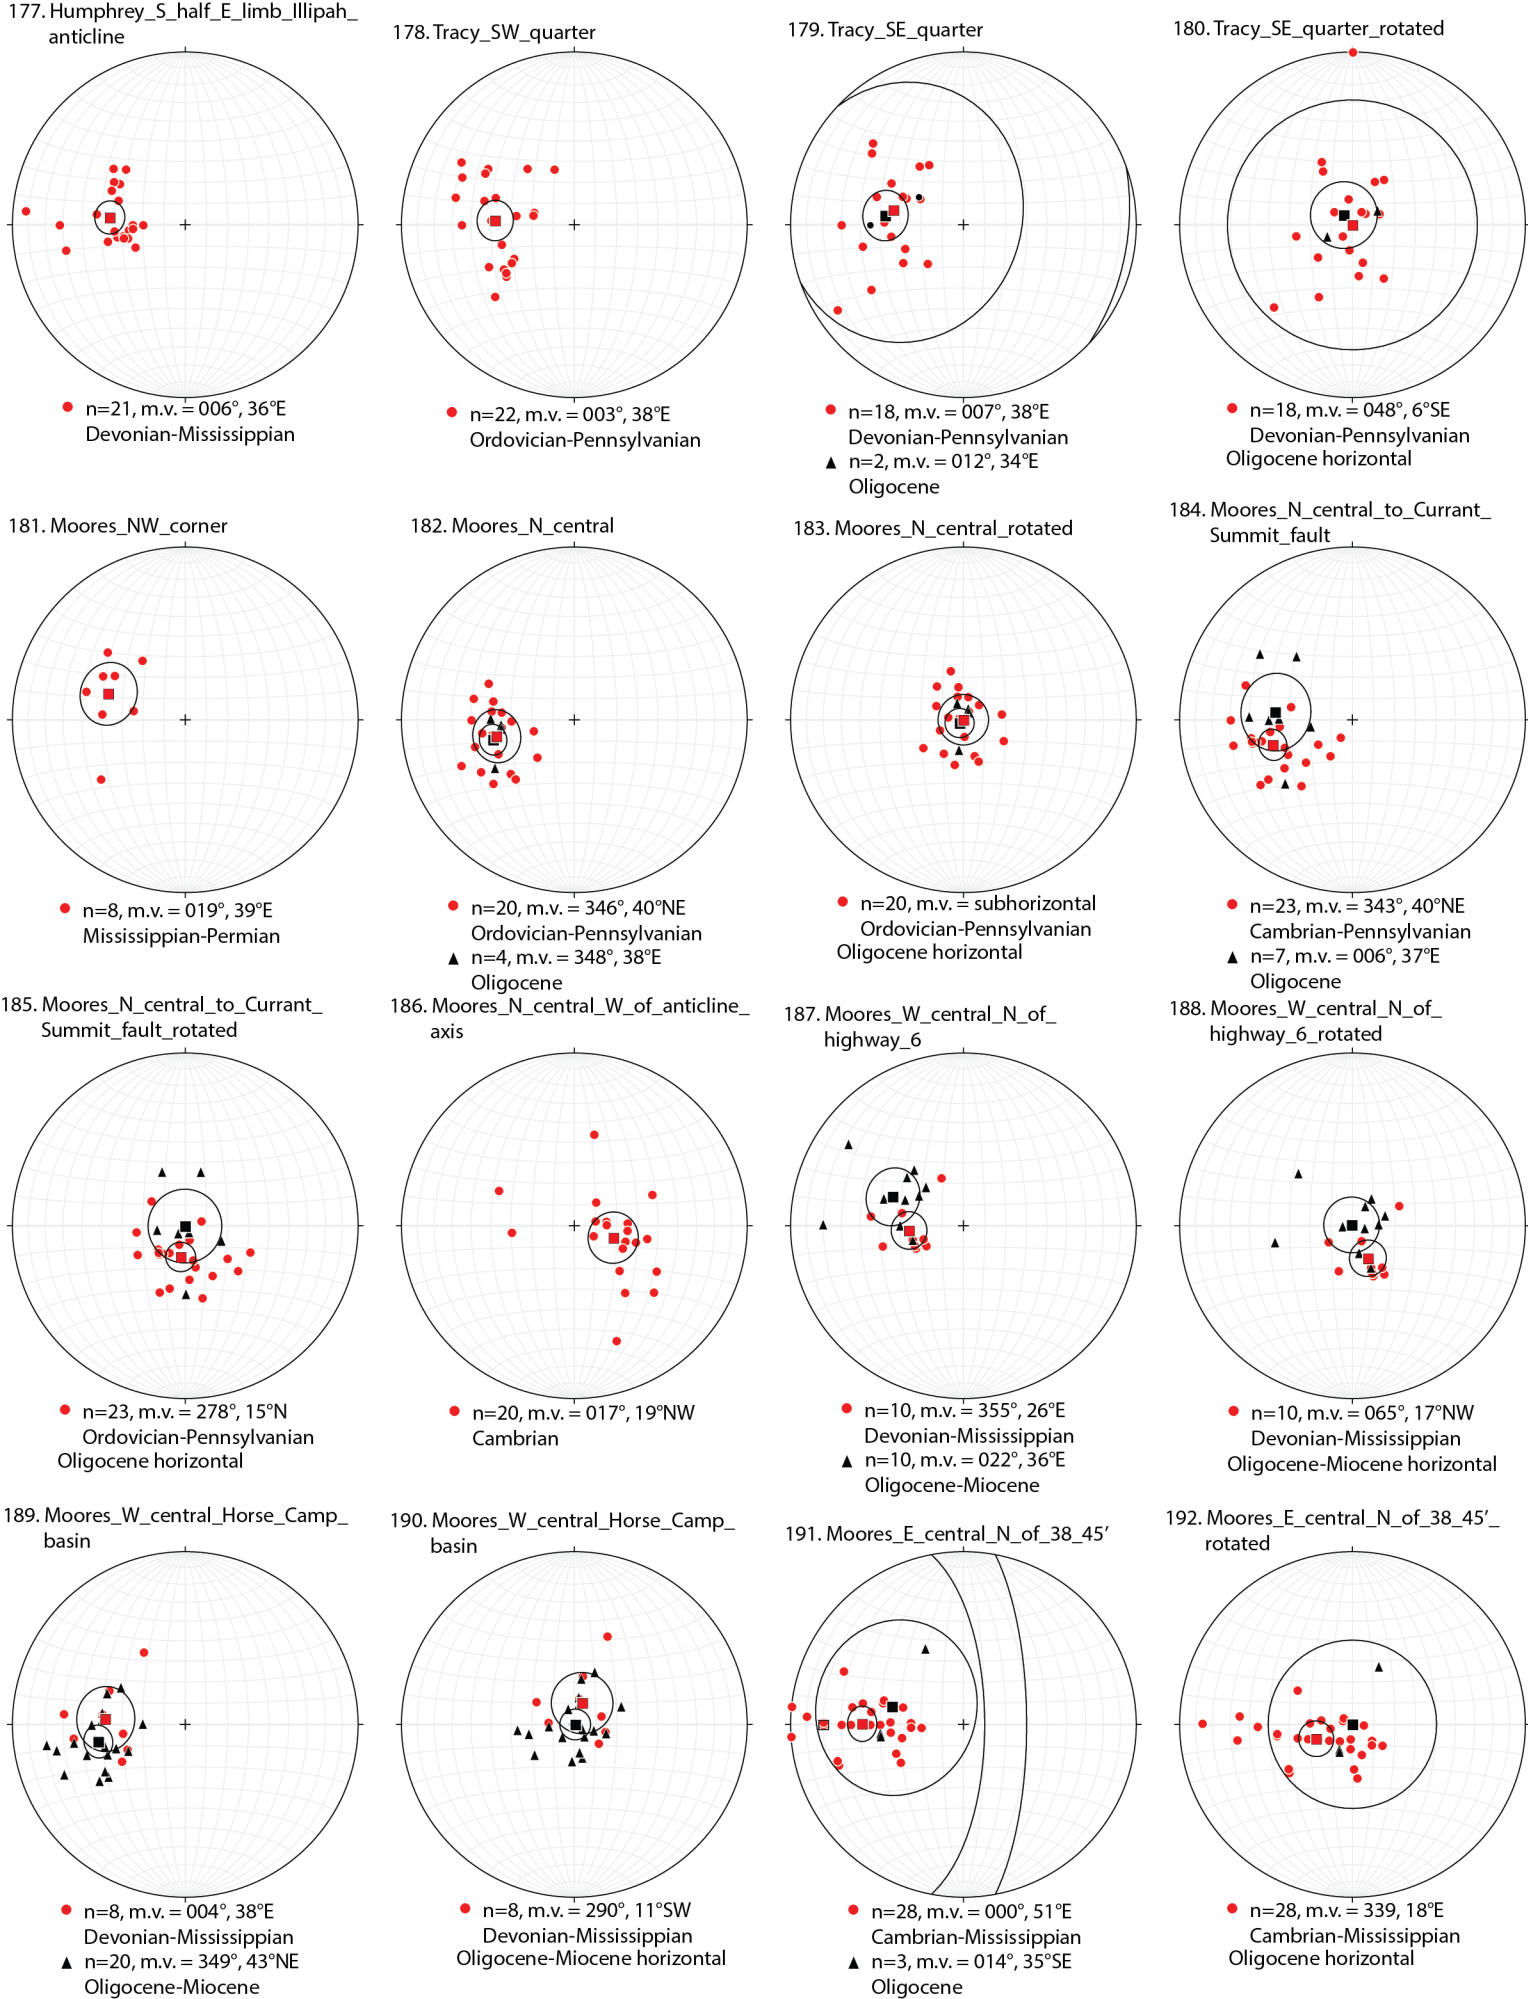 177. Humphrey_S_half_E_limb_Illipah_
anticline
n=21, m.v. = 006°, 36°E
Devonian-Mississippian
178. Tracy_SW_quarter
n=22, m.v. = 003°, 38°E
Ordovician-Pennsylvanian
179. Tracy_SE_quarter
n=18, m.v. = 007°, 38°E
Devonian-Pennsylvanian
n=2, m.v. = 012°, 34°E
Oligocene
180. Tracy_SE_quarter_rotated
n=18, m.v. = 048°, 6°SE
Devonian-Pennsylvanian
Oligocene horizontal
181. Moores_NW_corner
n=8, m.v. = 019°, 39°E
Mississippian-Permian
182. Moores_N_central
n=20, m.v. = 346°, 40°NE
Ordovician-Pennsylvanian
n=4, m.v. = 348°, 38°E
Oligocene
183. Moores_N_central_rotated
n=20, m.v. = subhorizontal
Ordovician-Pennsylvanian
Oligocene horizontal
184. Moores_N_central_to_Currant_
Summit_fault
n=23, m.v. = 343°, 40°NE
Cambrian-Pennsylvanian
n=7, m.v. = 006°, 37°E
Oligocene
185. Moores_N_central_to_Currant_
Summit_fault_rotated
n=23, m.v. = 278°, 15°N
Ordovician-Pennsylvanian
Oligocene horizontal
186. Moores_N_central_W_of_anticline_
axis
n=20, m.v. = 017°, 19°NW
Cambrian
187. Moores_W_central_N_of_
highway_6
n=10, m.v. = 355°, 26°E
Devonian-Mississippian
n=10, m.v. = 022°, 36°E
Oligocene-Miocene
188. Moores_W_central_N_of_
highway_6_rotated
n=10, m.v. = 065°, 17°NW
Devonian-Mississippian
Oligocene-Miocene horizontal
189. Moores_W_central_Horse_Camp_
basin
n=8, m.v. = 004°, 38°E
Devonian-Mississippian
n=20, m.v. = 349°, 43°NE
Oligocene-Miocene
190. Moores_W_central_Horse_Camp_
basin
n=8, m.v. = 290°, 11°SW
Devonian-Mississippian
Oligocene-Miocene horizontal
191. Moores_E_central_N_of_38_45’
n=28, m.v. = 000°, 51°E
Cambrian-Mississippian
n=3, m.v. = 014°, 35°SE
Oligocene
192. Moores_E_central_N_of_38_45’_
rotated
n=28, m.v. = 339, 18°E
Cambrian-Mississippian
Oligocene horizontal